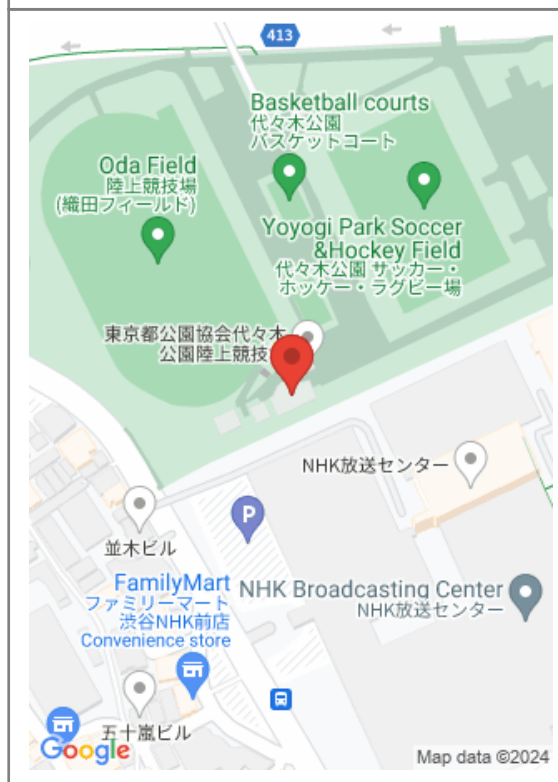 413
Basketball courts
代々木公園
バスケットコート
Oda Field
陸上競技場
(織田フィールド)
Yoyogi Park Soccer
&Hockey Field
代々木公園 サッカー・
ホッケー・ラグビー場
東京都公園協会代々木
公園陸上競技
NHK放送センター
P
並木ビル
FamilyMart
ファミリーマート
渋谷NHK前店
Convenience store
NHK Broadcasting Center
NHK放送センター
五十嵐ビル
Google
Map data ©2024